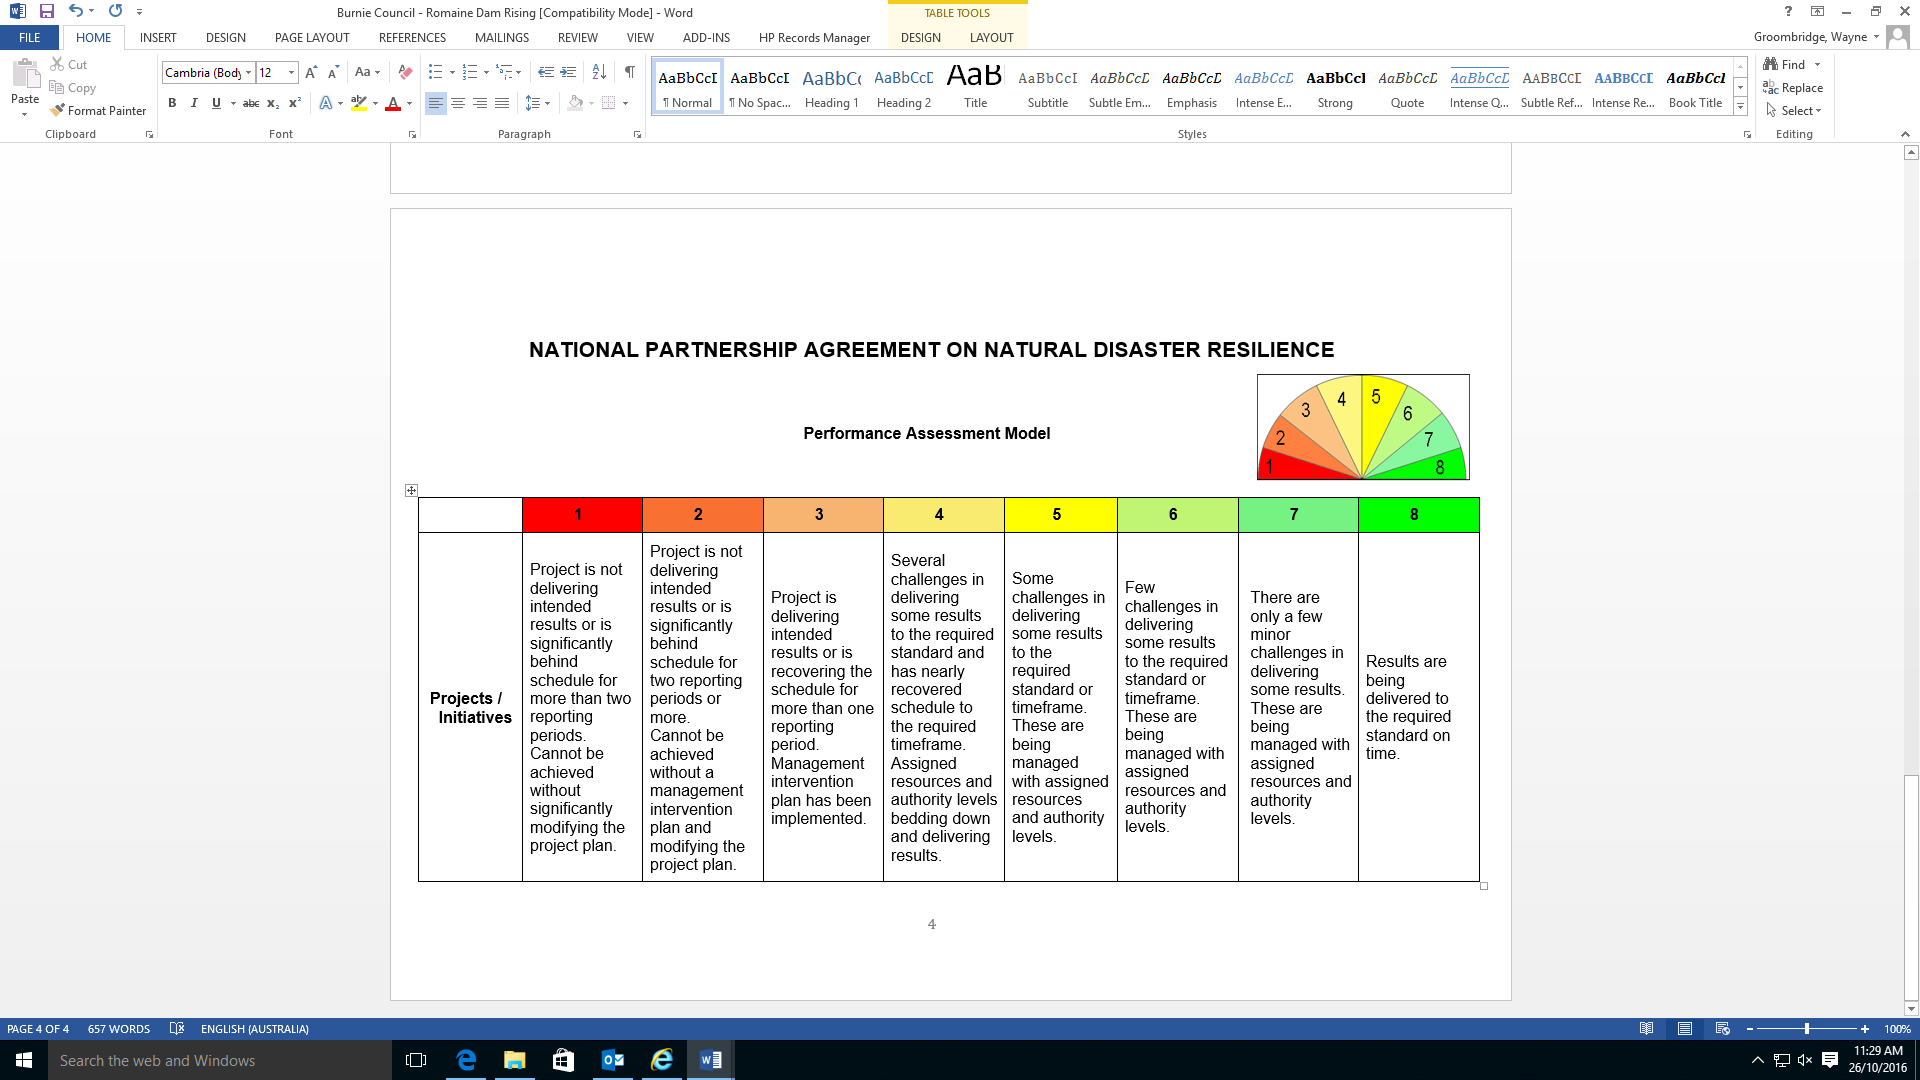 Burnie Council - Romaine Dam Rising [Compatibility Mode] - Word
TABLE TOOLS
FILE HOME INSERT DESIGN PAGE LAYOUT REFERENCES MAILINGS REVIEW VIEW ADD-INS HP Records Manager DESIGN LAYOUT
Groombridge, Wayne
Paste
Cut
Copy
Format Painter
Clipboard
Cambria (Body 12
Font
Paragraph
AaBbCcI AaBbCcI AaBbCc AaBbCcD AaB AaBbCcI AaBbCcD AaBbCcD AaBbCcD AaBbCcI AaBbCcD AaBbCcD AABBCCD AABBCCI AaBbCcI
¶ Normal ¶ No Spac... Heading 1 Heading 2 Title Subtitle Subtle Em... Emphasis Intense E... Strong Quote Intense Q... Subtle Ref... Intense Re... Book Title
Styles
Find
Replace
Select
Editing
NATIONAL PARTNERSHIP AGREEMENT ON NATURAL DISASTER RESILIENCE
Performance Assessment Model
1 2 3 4 5 6 7 8
1 2 3 4 5 6 7 8
Projects /
Initiatives
Project is not
delivering
intended
results or is
significantly
behind
schedule for
more than two
reporting
periods.
Cannot be
achieved
without
significantly
modifying the
project plan.
Project is not
delivering
intended
results or is
significantly
behind
schedule for
two reporting
periods or
more.
Cannot be
achieved
without a
management
intervention
plan and
modifying the
project plan.
Project is
delivering
intended
results or is
recovering the
schedule for
more than one
reporting
period.
Management
intervention
plan has been
implemented.
Several
challenges in
delivering
some results
to the required
standard and
has nearly
recovered
schedule to
the required
timeframe.
Assigned
resources and
authority levels
bedding down
and delivering
results.
Some
challenges in
delivering
some results
to the
required
standard or
timeframe.
These are
being
managed
with assigned
resources
and authority
levels.
Few
challenges in
delivering
some results
to the required
standard or
timeframe.
These are
being
managed with
assigned
resources and
authority
levels.
There are
only a few
minor
challenges in
delivering
some results.
These are
being
managed with
assigned
resources and
authority
levels.
Results are
being
delivered to
the required
standard on
time.
4
PAGE 4 OF 4 657 WORDS ENGLISH (AUSTRALIA)
100%
Search the web and Windows
11:29 AM
26/10/2016